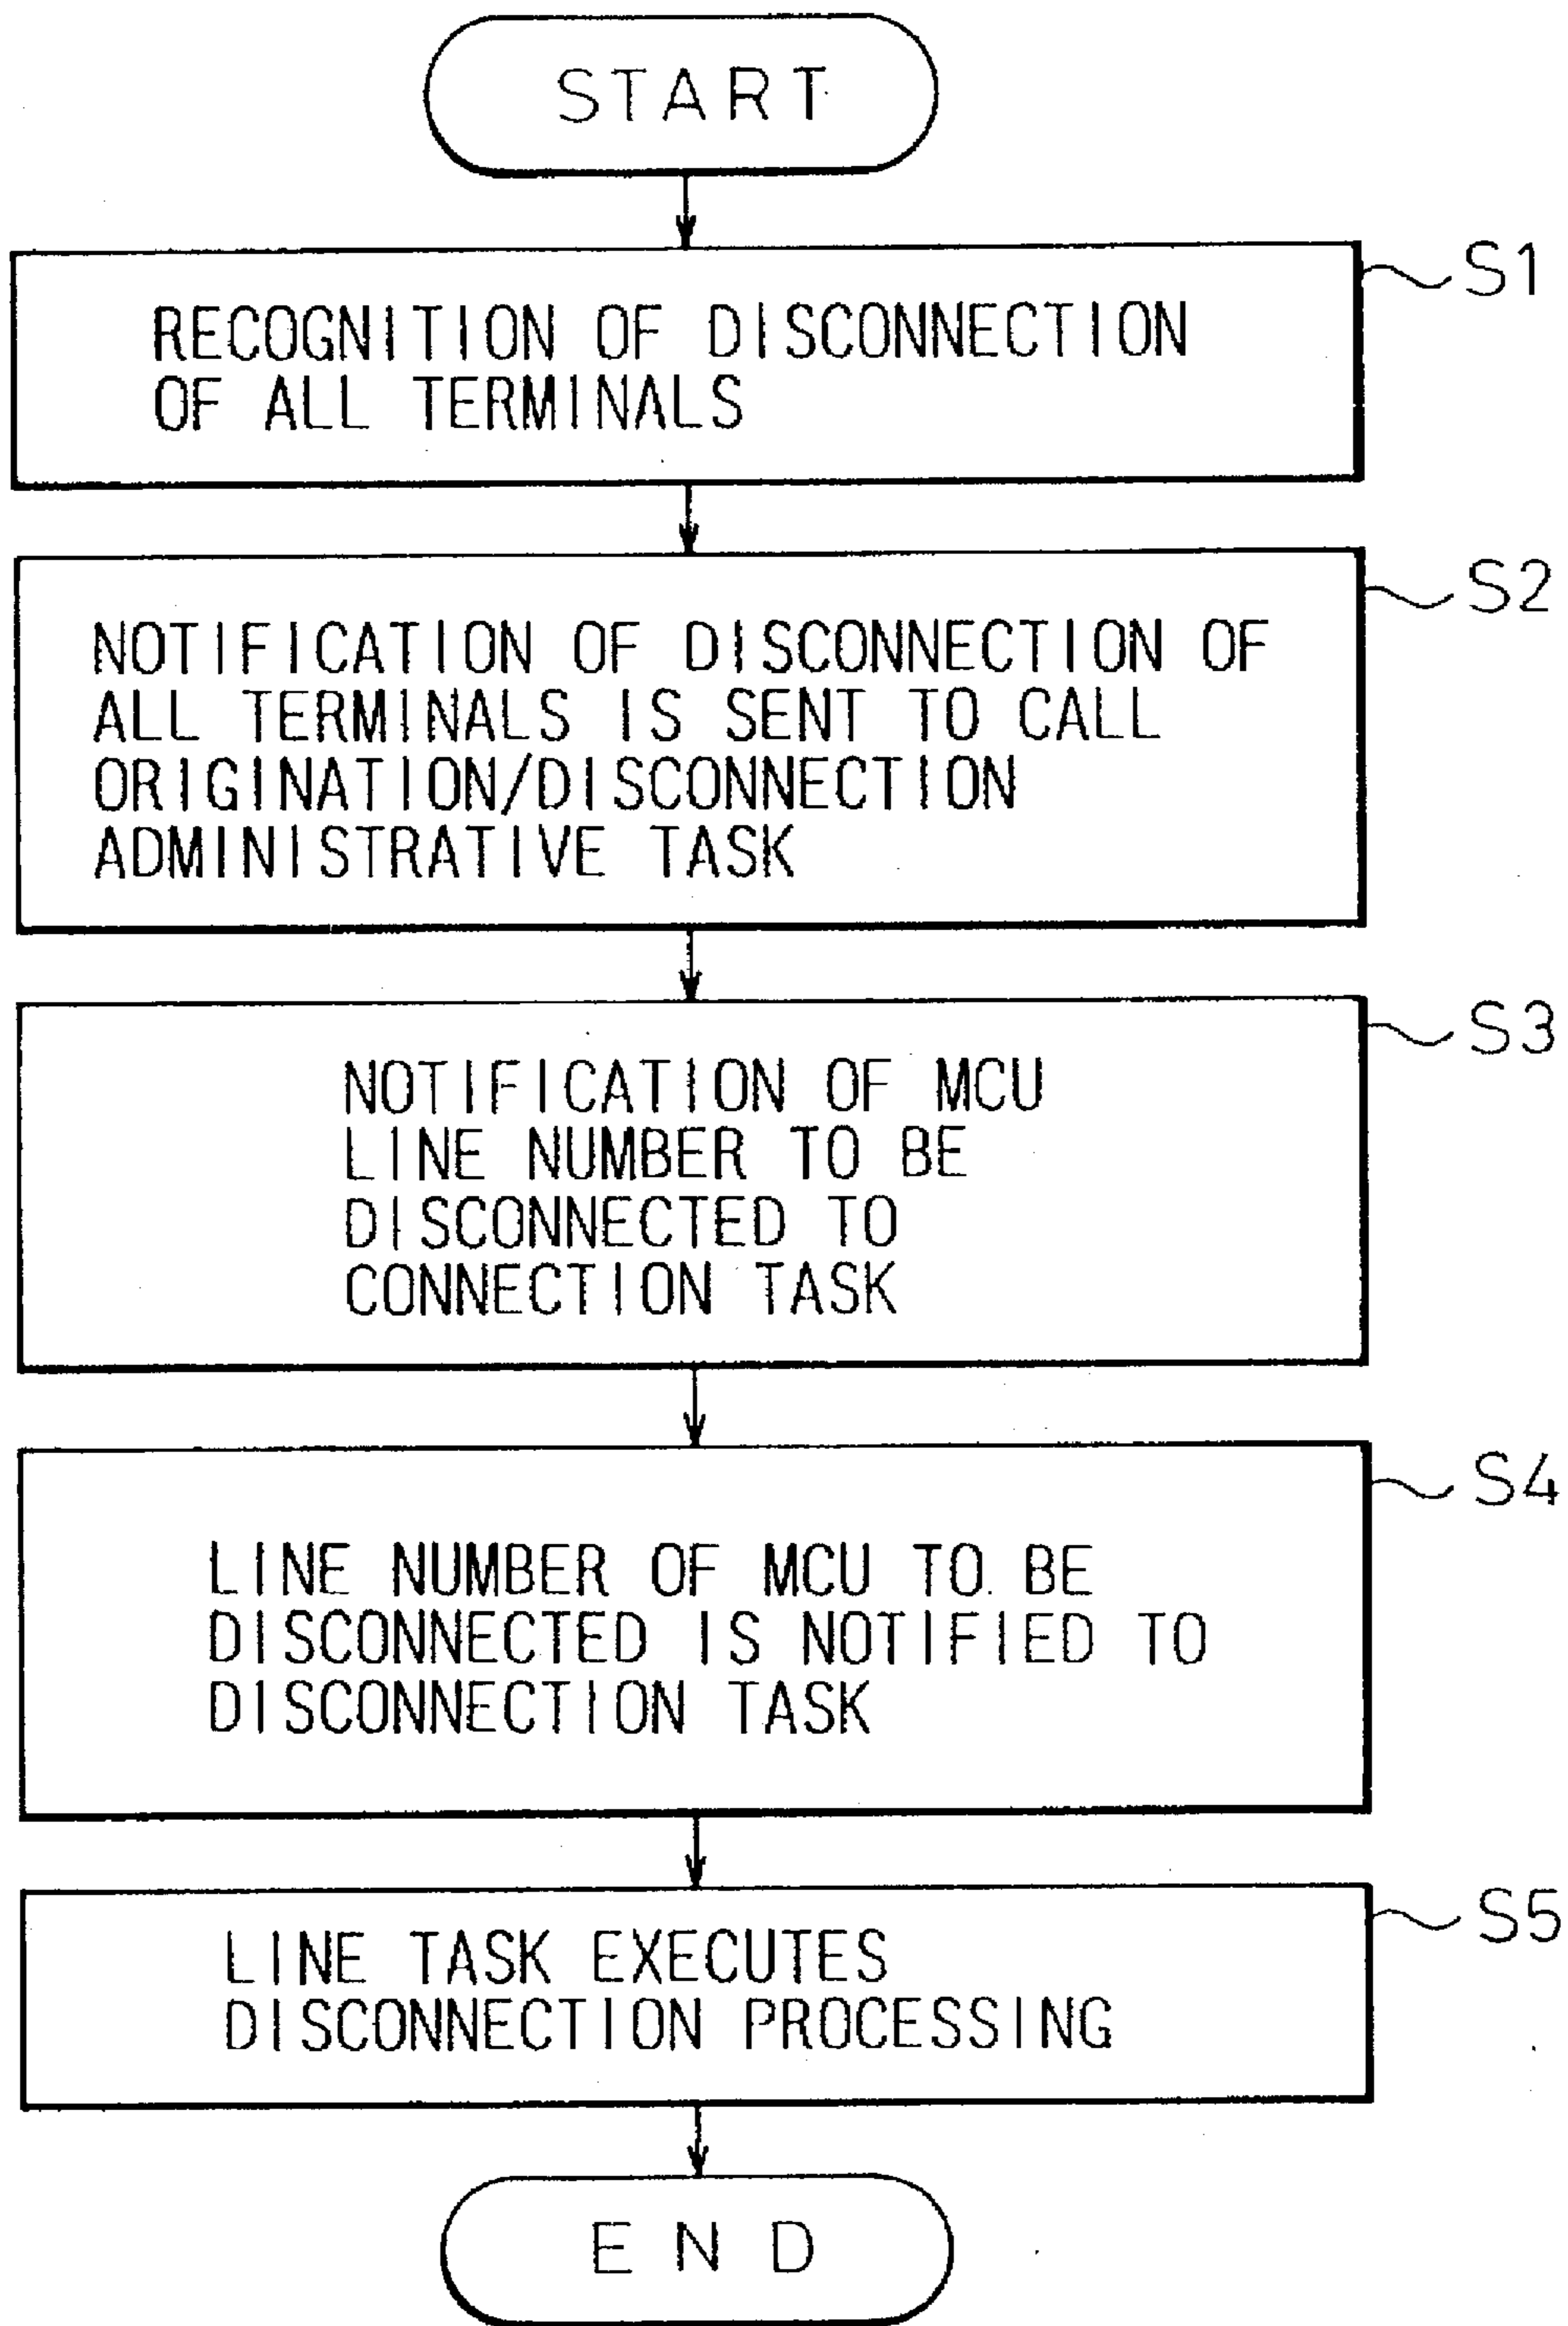 START
S1
RECOGNITION OF DISCONNECTION
OF ALL TERMINALS
S2
NOTIFICATION OF DISCONNECTION OF
ALL TERMINALS IS SENT TO CALL
ORIGINATION/DISCONNECTION
ADMINISTRATIVE TASK
S3
NOTIFICATION OF MCU
LINE NUMBER TO BE
DISCONNECTED TO
CONNECTION TASK
S4
LINE NUMBER OF MCU TO BE
DISCONNECTED IS NOTIFIED TO
DISCONNECTION TASK
S5
LINE TASK EXECUTES
DISCONNECTION PROCESSING
END